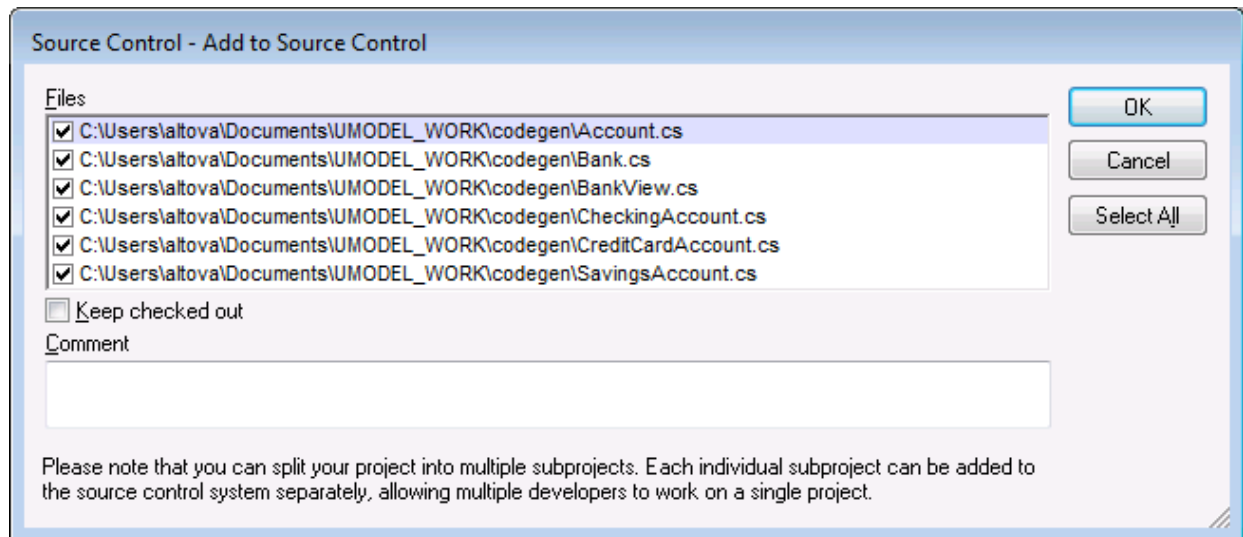 Source Control - Add to Source Control
Files
C:\Users\altova\Documents\UMODEL_WORK\codegen\Account.cs
C:\Users\altova\Documents\UMODEL_WORK\codegen\Bank.cs
C:\Users\altova\Documents\UMODEL_WORK\codegen\BankView.cs
C:\Users\altova\Documents\UMODEL_WORK\codegen\CheckingAccount.cs
C:\Users\altova\Documents\UMODEL_WORK\codegen\CreditCardAccount.cs
C:\Users\altova\Documents\UMODEL_WORK\codegen\SavingsAccount.cs
Keep checked out
Comment
Please note that you can split your project into multiple subprojects. Each individual subproject can be added to
the source control system separately, allowing multiple developers to work on a single project.
OK
Cancel
Select All